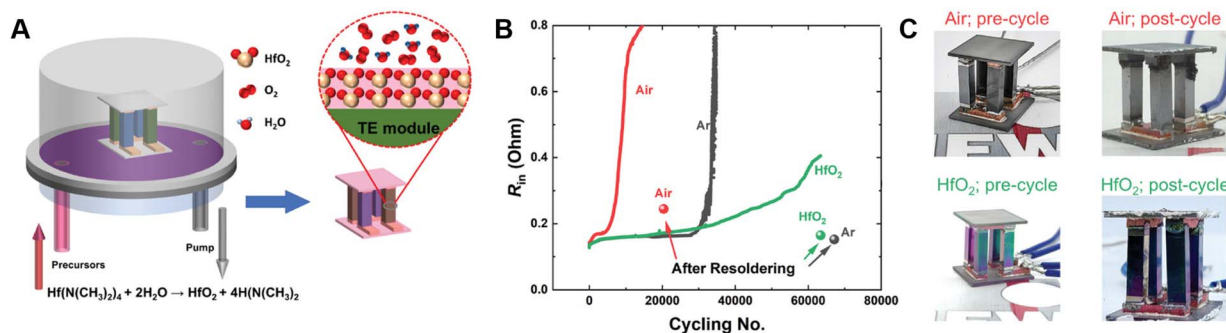 A
HfO₂
O₂
H₂O
TE module
Precursors
Pump
Hf(N(CH₃)₂)₄ + 2H₂O → HfO₂ + 4H(N(CH₃)₂
B
R_in (Ohm)
0.8
0.6
0.4
0.2
0.0
Air
Ar
HfO₂
Air
HfO₂
Ar
After Resoldering
0
20000
40000
60000
80000
Cycling No.
C
Air; pre-cycle
Air; post-cycle
EW
HfO₂; pre-cycle
HfO₂; post-cycle